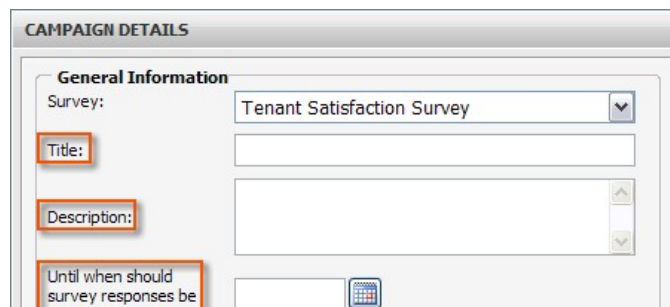 CAMPAIGN DETAILS
General Information
Survey:
Tenant Satisfaction Survey
Title:
Description:
Until when should
survey responses be